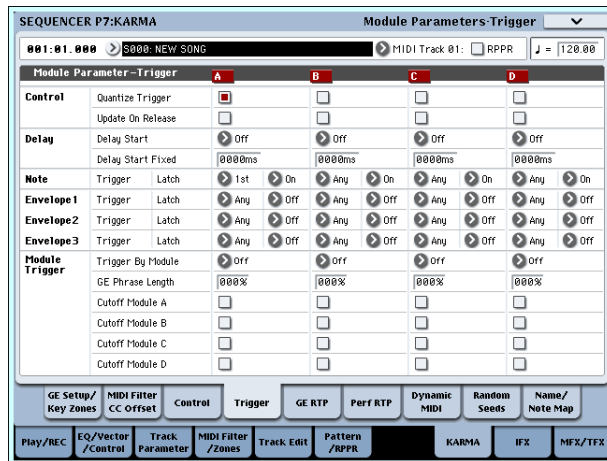 SEQUENCER P7:KARMA Module Parameters-Trigger
001:01.000 S000: NEW SONG MIDI Track 01: RPPR ♩ = 120.00
Module Parameter-Trigger A B C D
Control Quantize Trigger
Update On Release
Delay Delay Start Off Off Off Off
Delay Start Fixed 0000ms 0000ms 0000ms 0000ms
Note Trigger Latch 1st On Any On Any On Any On
Envelope1 Trigger Latch Any Off Any Off Any Off Any Off
Envelope2 Trigger Latch Any Off Any Off Any Off Any Off
Envelope3 Trigger Latch Any Off Any Off Any Off Any Off
Module Trigger Trigger By Module Off Off Off Off
GE Phrase Length 000% 000% 000% 000%
Cutoff Module A
Cutoff Module B
Cutoff Module C
Cutoff Module D
GE Setup/ Key Zones MIDI Filter CC Offset Control Trigger GE RTP Perf RTP Dynamic MIDI Random Seeds Name/ Note Map
Play/REC EQ/Vector /Control Track Parameter MIDI Filter /Zones Track Edit Pattern /RPPR KARMA IFX MFX/TFX